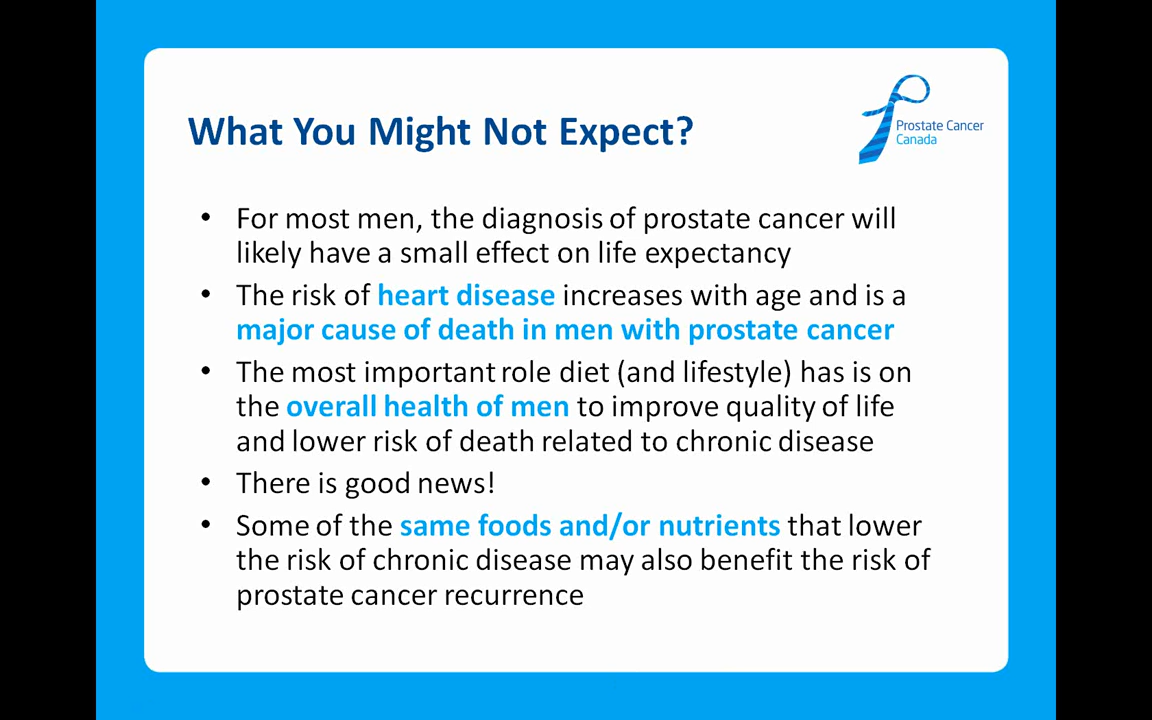 What You Might Not Expect?
Prostate Cancer
Canada
• For most men, the diagnosis of prostate cancer will
likely have a small effect on life expectancy
• The risk of heart disease increases with age and is a
major cause of death in men with prostate cancer
• The most important role diet (and lifestyle) has is on
the overall health of men to improve quality of life
and lower risk of death related to chronic disease
• There is good news!
• Some of the same foods and/or nutrients that lower
the risk of chronic disease may also benefit the risk of
prostate cancer recurrence